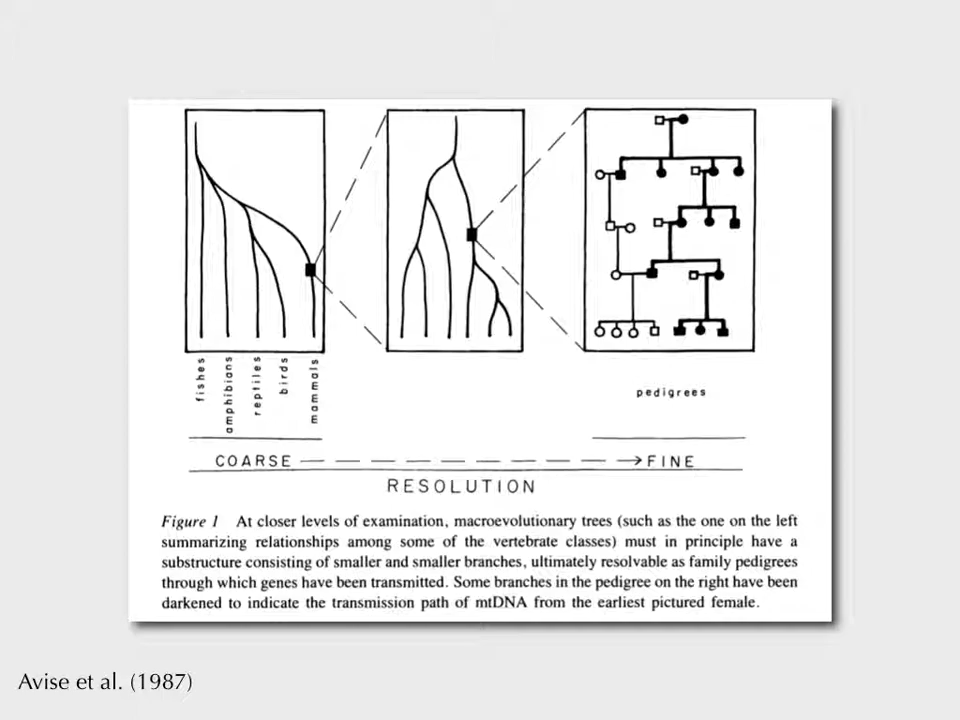 fishes
amphibians
reptiles
birds
mammals
pedigrees
COARSE
FINE
RESOLUTION
Figure 1 At closer levels of examination, macroevolutionary trees (such as the one on the left
summarizing relationships among some of the vertebrate classes) must in principle have a
substructure consisting of smaller and smaller branches, ultimately resolvable as family pedigrees
through which genes have been transmitted. Some branches in the pedigree on the right have been
darkened to indicate the transmission path of mtDNA from the earliest pictured female.
Avise et al. (1987)